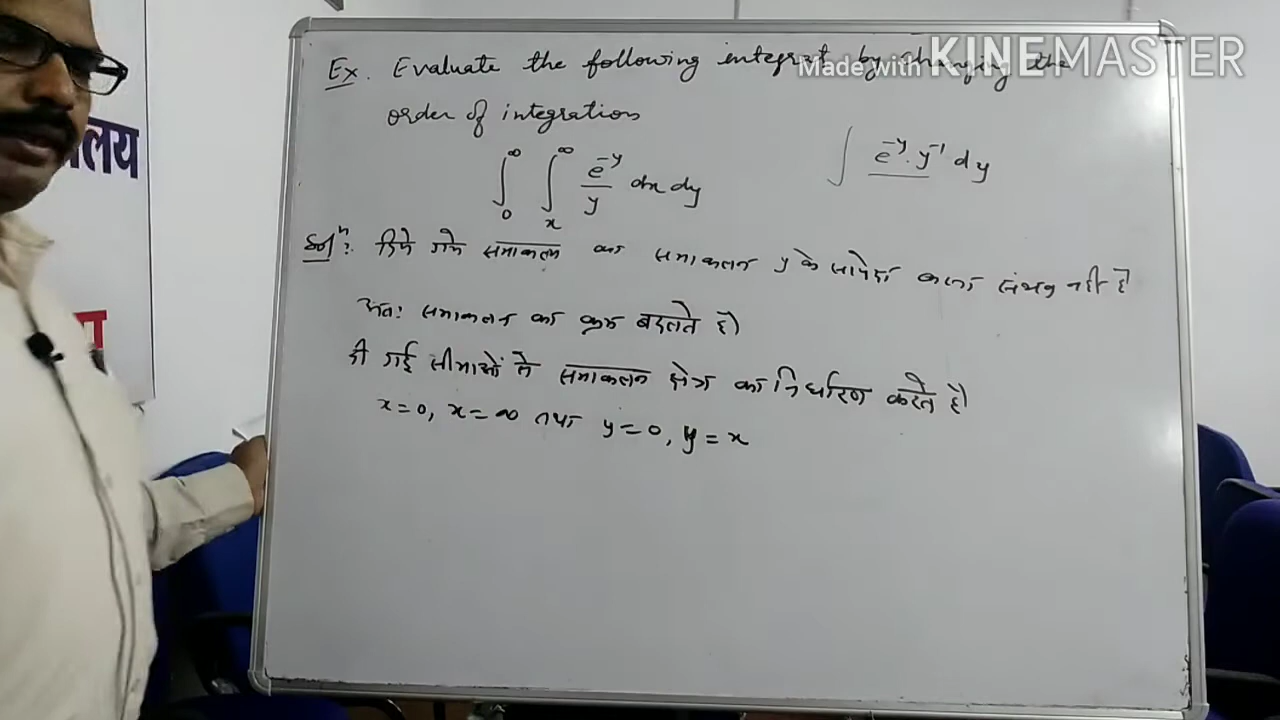 Ex. Evaluate the following integral by changing the
Made with KINEMASTER
order of integration
∫₀^∞ ∫ₓ^∞ e^{-y}/y dx dy
∫ e^{-y}·y^{-1} dy
लय
Solⁿ: दिये गये समाकलन का समाकलन y के सापेक्ष करना संभव नही है
अतः समाकलन का क्रम बदलते है।
दी गई सीमाओं से समाकलन क्षेत्र का निर्धारण करते है।
x=0, x=∞ तथा y=0, y=x